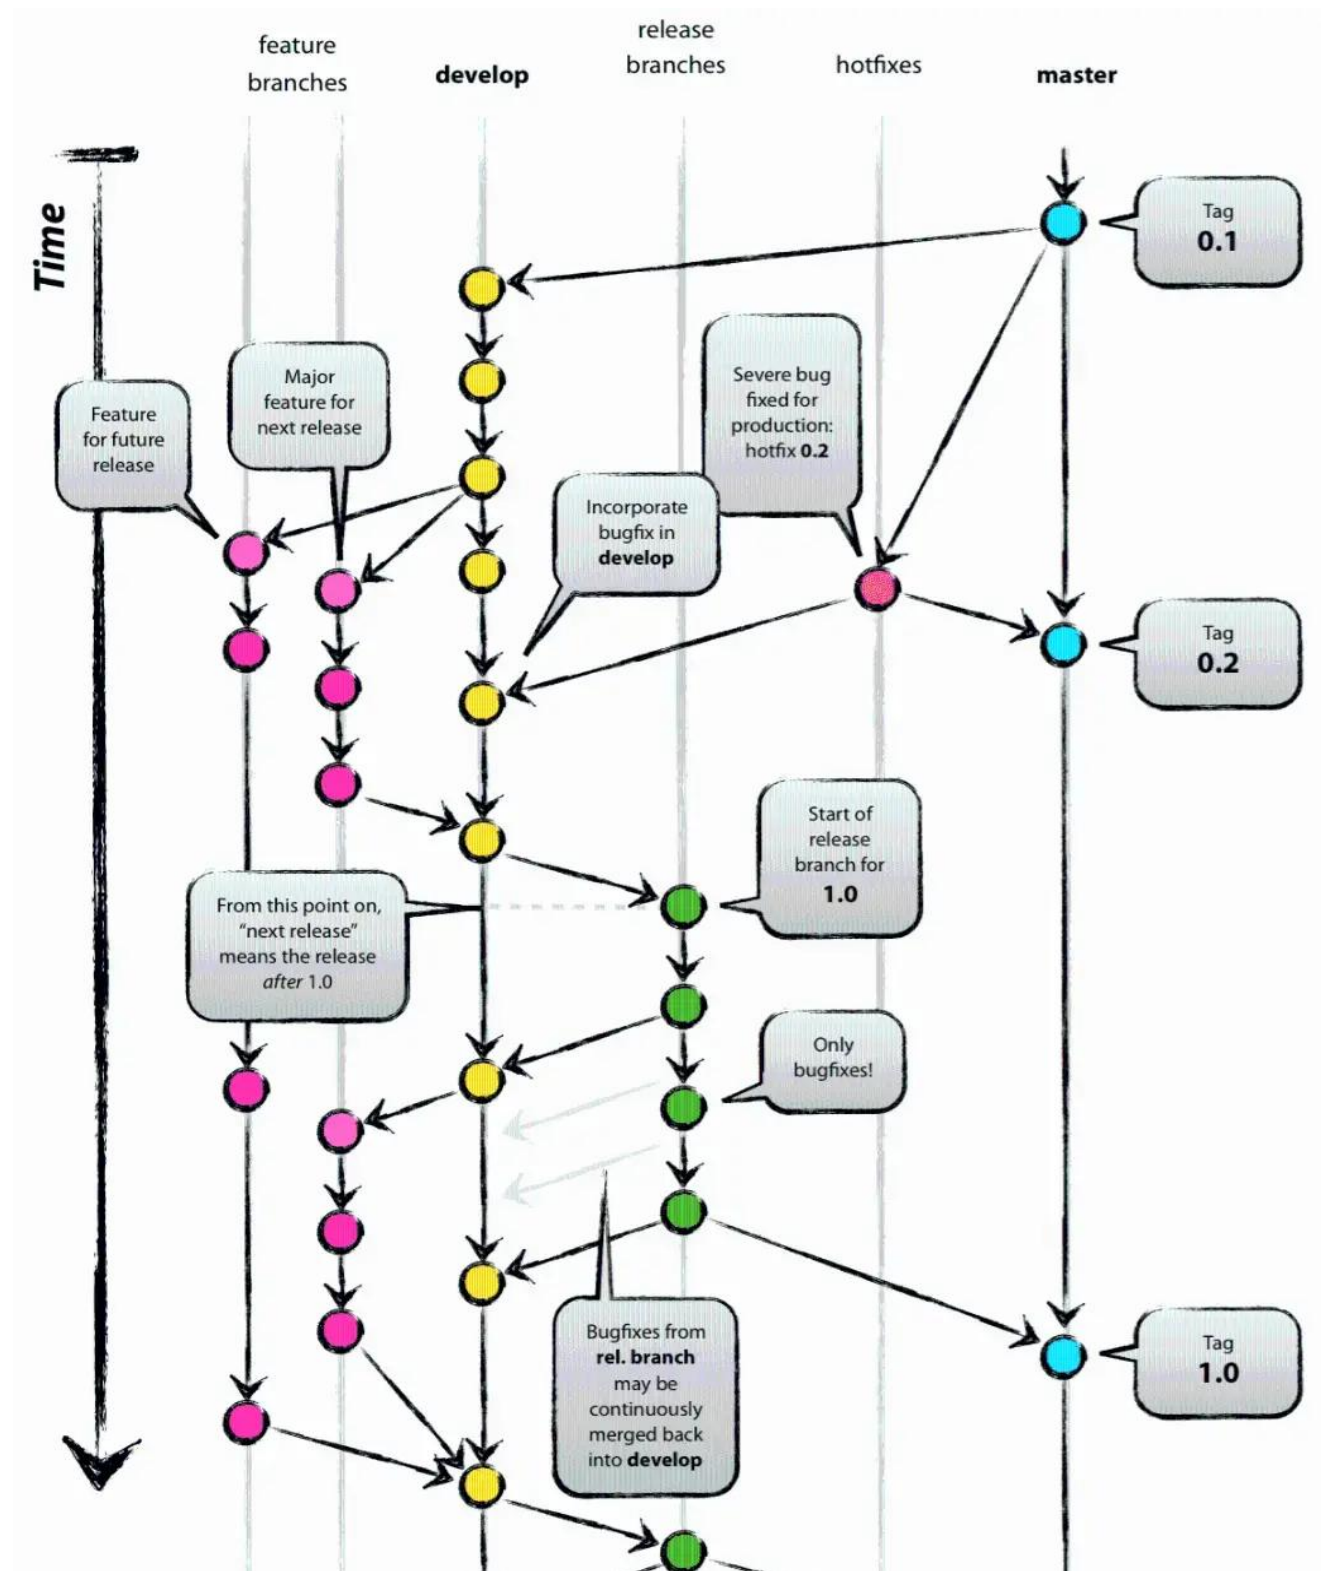 feature
branches
develop
release
branches
hotfixes
master
Time
Tag
0.1
Major
feature for
next release
Feature
for future
release
Severe bug
fixed for
production:
hotfix 0.2
Incorporate
bugfix in
develop
Tag
0.2
Start of
release
branch for
1.0
From this point on,
“next release”
means the release
after 1.0
Only
bugfixes!
Bugfixes from
rel. branch
may be
continuously
merged back
into develop
Tag
1.0